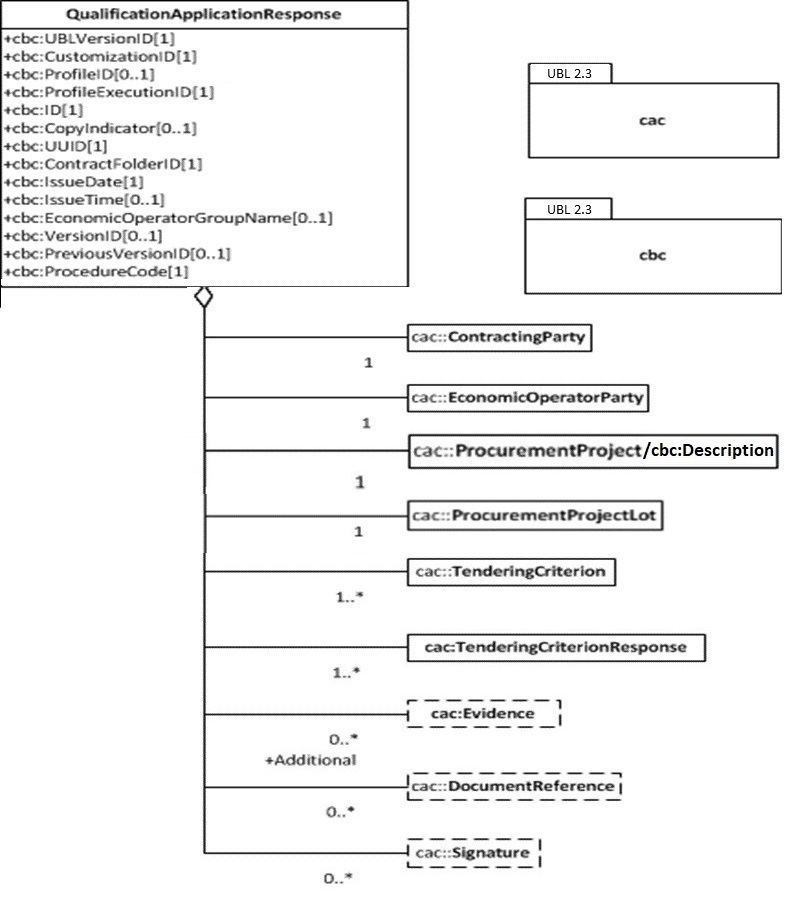 QualificationApplicationResponse
+cbc:UBLVersionID[1]
+cbc:CustomizationID[1]
+cbc:ProfileID[0..1]
+cbc:ProfileExecutionID[1]
+cbc:ID[1]
+cbc:CopyIndicator[0..1]
+cbc:UUID[1]
+cbc:ContractFolderID[1]
+cbc:IssueDate[1]
+cbc:IssueTime[0..1]
+cbc:EconomicOperatorGroupName[0..1]
+cbc:VersionID[0..1]
+cbc:PreviousVersionID[0..1]
+cbc:ProcedureCode[1]
UBL 2.3
cac
UBL 2.3
cbc
cac::ContractingParty
1
cac::EconomicOperatorParty
1
cac::ProcurementProject/cbc:Description
1
cac::ProcurementProjectLot
1
cac::TenderingCriterion
1..*
cac:TenderingCriterionResponse
1..*
cac:Evidence
0..*
+Additional
cac::DocumentReference
0..*
cac::Signature
0..*